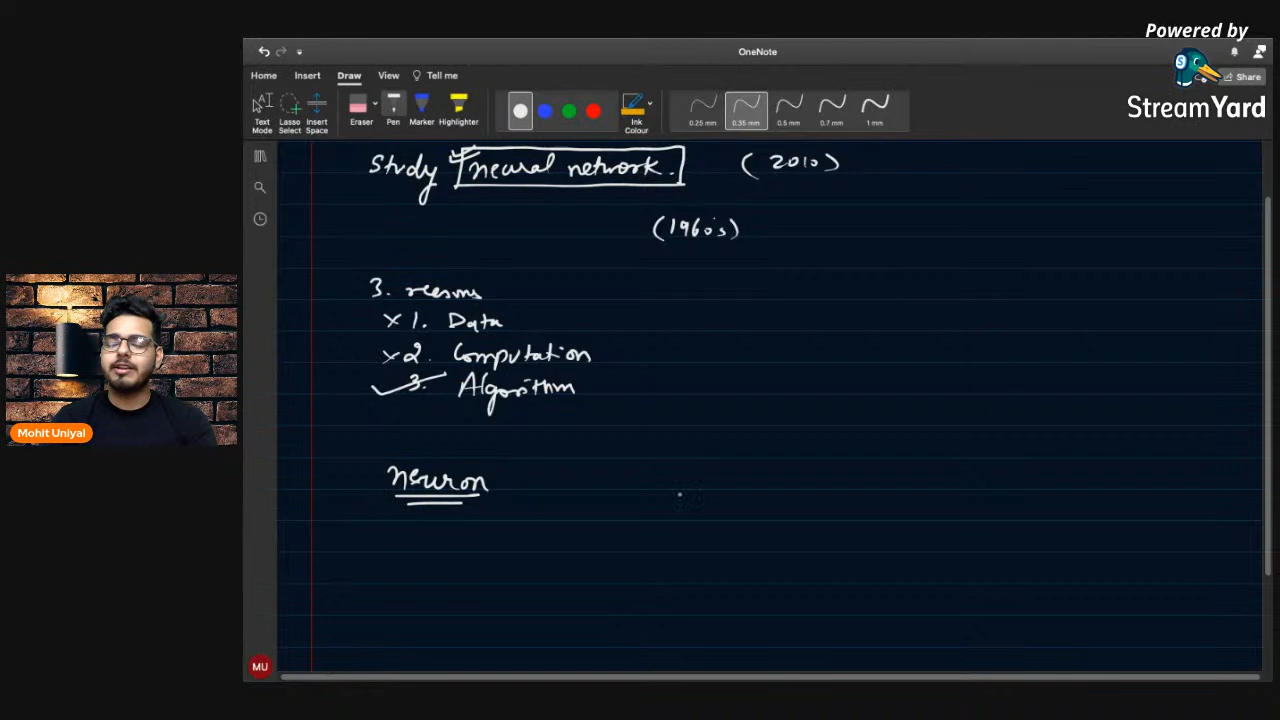 Powered by
StreamYard
OneNote
Home Insert Draw View Tell me
Share
Text Mode
Lasso Select
Insert Space
Eraser
Pen
Marker
Highlighter
Ink Colour
0.25 mm
0.35 mm
0.5 mm
0.7 mm
1 mm
Study neural network. (2010)
(1960's)
3. reasons
x 1. Data
x 2. Computation
3. Algorithm
neuron
Mohit Uniyal
MU